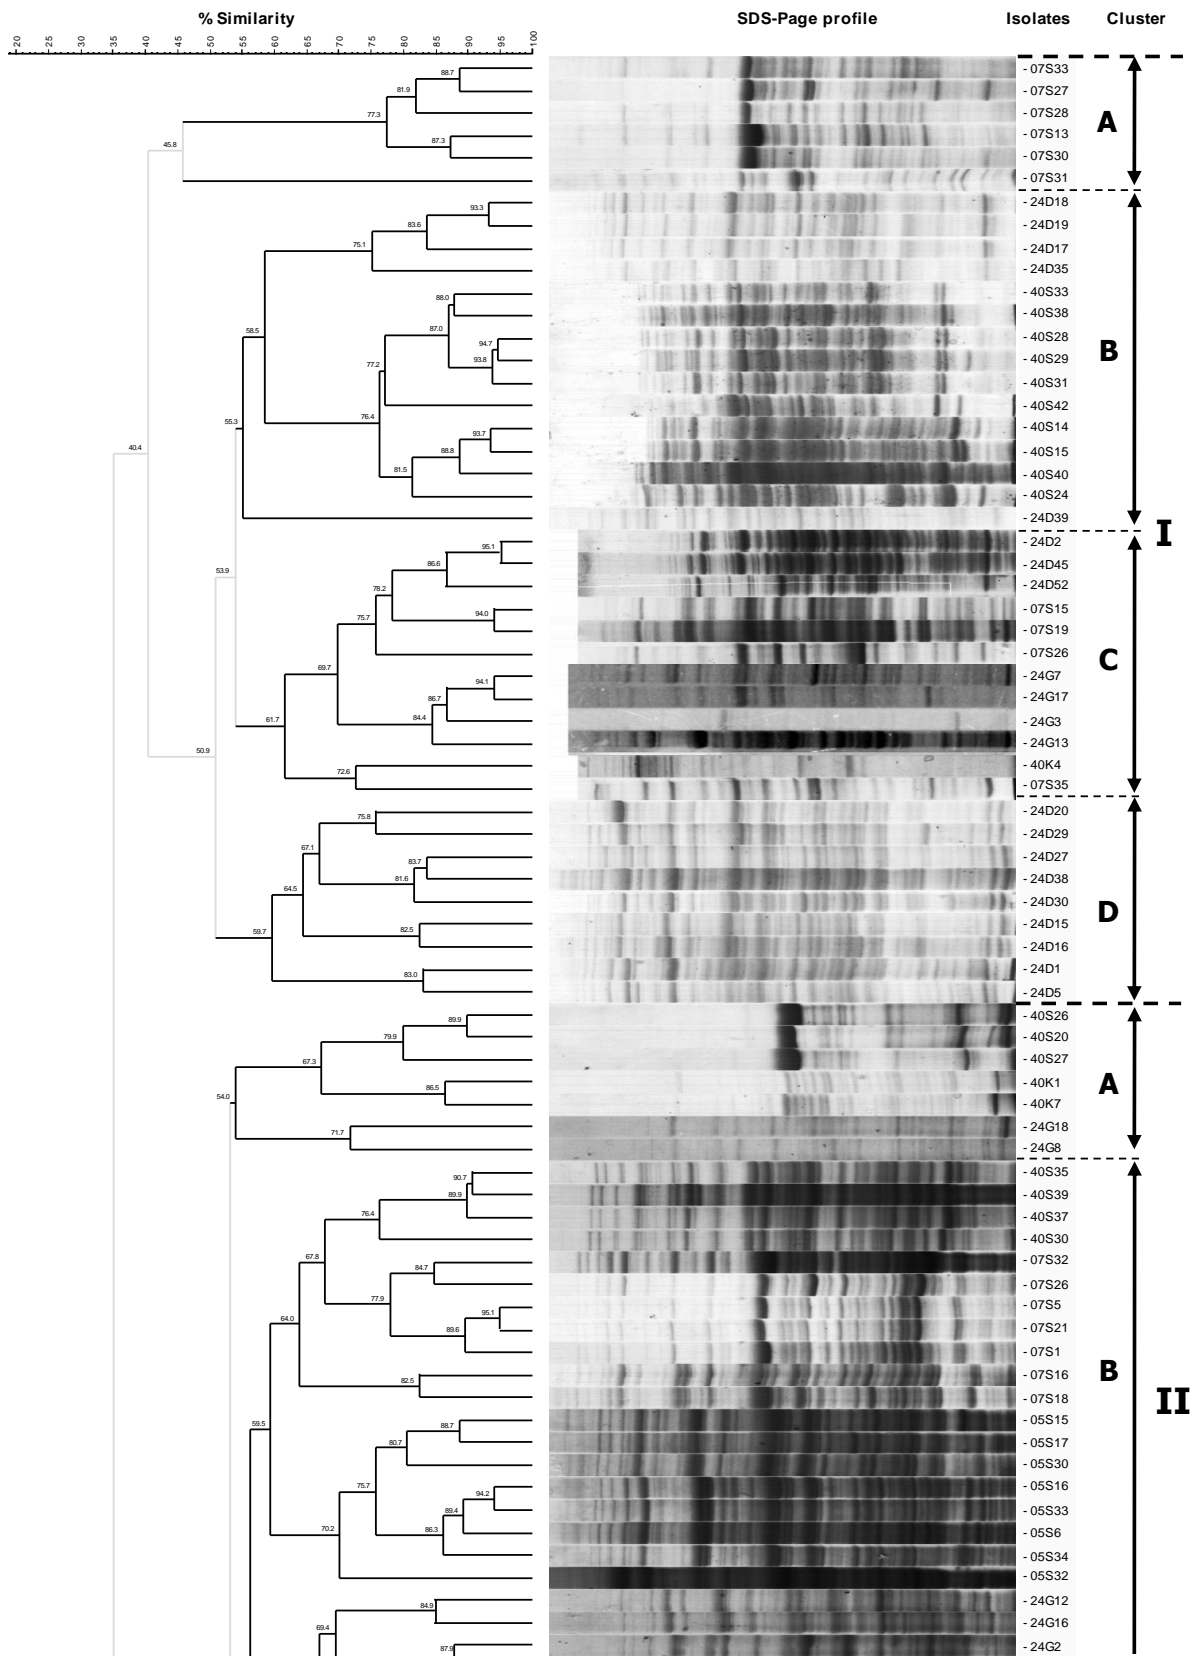 % Similarity SDS-Page profile Isolates Cluster
20 25 30 35 40 45 50 55 60 65 70 75 80 85 90 95 100
88.7 - 07S33
81.9 - 07S27
77.3 - 07S28 A
87.3 - 07S13
45.8 - 07S30
- 07S31
93.3 - 24D18
83.6 - 24D19
75.1 - 24D17
- 24D35
88.0 - 40S33
87.0 - 40S38
58.5 94.7 - 40S28 B
77.2 93.8 - 40S29
- 40S31
76.4 - 40S42
55.3 93.7 - 40S14
40.4 88.8 - 40S15
81.5 - 40S40
- 40S24
- 24D39
I
95.1 - 24D2
86.6 - 24D45
53.9 78.2 - 24D52
75.7 94.0 - 07S15
- 07S19
69.7 - 07S26 C
94.1 - 24G7
86.7 - 24G17
61.7 84.4 - 24G3
- 24G13
50.9 72.6 - 40K4
- 07S35
75.8 - 24D20
67.1 - 24D29
83.7 - 24D27
64.5 81.6 - 24D38
- 24D30 D
59.7 82.5 - 24D15
- 24D16
83.0 - 24D1
- 24D5
89.9 - 40S26
79.9 - 40S20
67.3 - 40S27
86.5 - 40K1 A
54.0 - 40K7
71.7 - 24G18
- 24G8
90.7 - 40S35
89.9 - 40S39
76.4 - 40S37
- 40S30
67.8 84.7 - 07S32
77.9 - 07S26
95.1 - 07S5
64.0 89.6 - 07S21
- 07S1
82.5 - 07S16 B
- 07S18
II
59.5 88.7 - 05S15
80.7 - 05S17
- 05S30
75.7 94.2 - 05S16
89.4 - 05S33
70.2 86.3 - 05S6
- 05S34
- 05S32
84.9 - 24G12
69.4 - 24G16
87.9 - 24G2